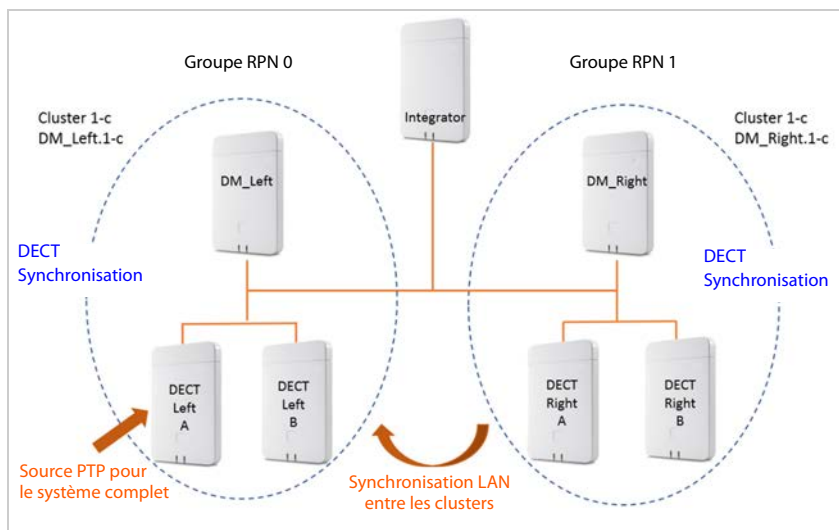 Groupe RPN 0
Groupe RPN 1
Integrator
Cluster 1-c
DM_Left.1-c
Cluster 1-c
DM_Right.1-c
DM_Left
DM_Right
DECT
Synchronisation
DECT
Synchronisation
DECT
Left
A
DECT
Left
B
DECT
Right
A
DECT
Right
B
Source PTP pour
le système complet
Synchronisation LAN
entre les clusters